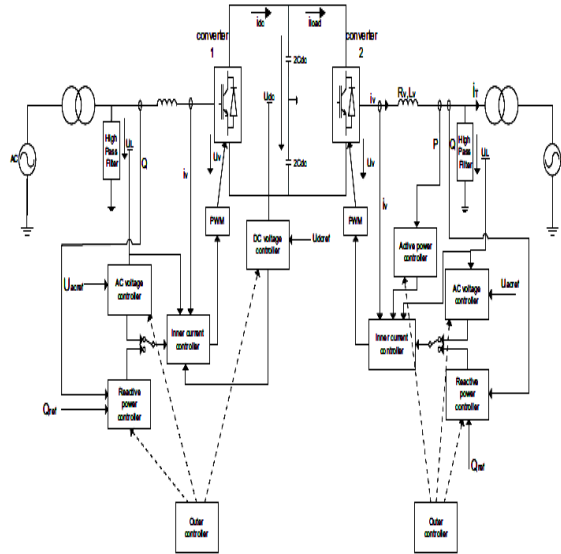 idc
iload
converter
1
converter
2
2Cdc
Udc
iv
Rv, Lv
iT
AC
High
Pass
Filter
UL
Q
iv
Uv
2Cdc
Uv
P
Q
High
Pass
Filter
UL
PWM
DC voltage
controller
Udcref
PWM
iv
Active power
controller
Uacref
AC voltage
controller
AC voltage
controller
Uacref
Inner current
controller
Inner current
controller
Reactive
power
controller
Qref
Reactive
power
controller
Qref
Outer
controller
Outer
controller